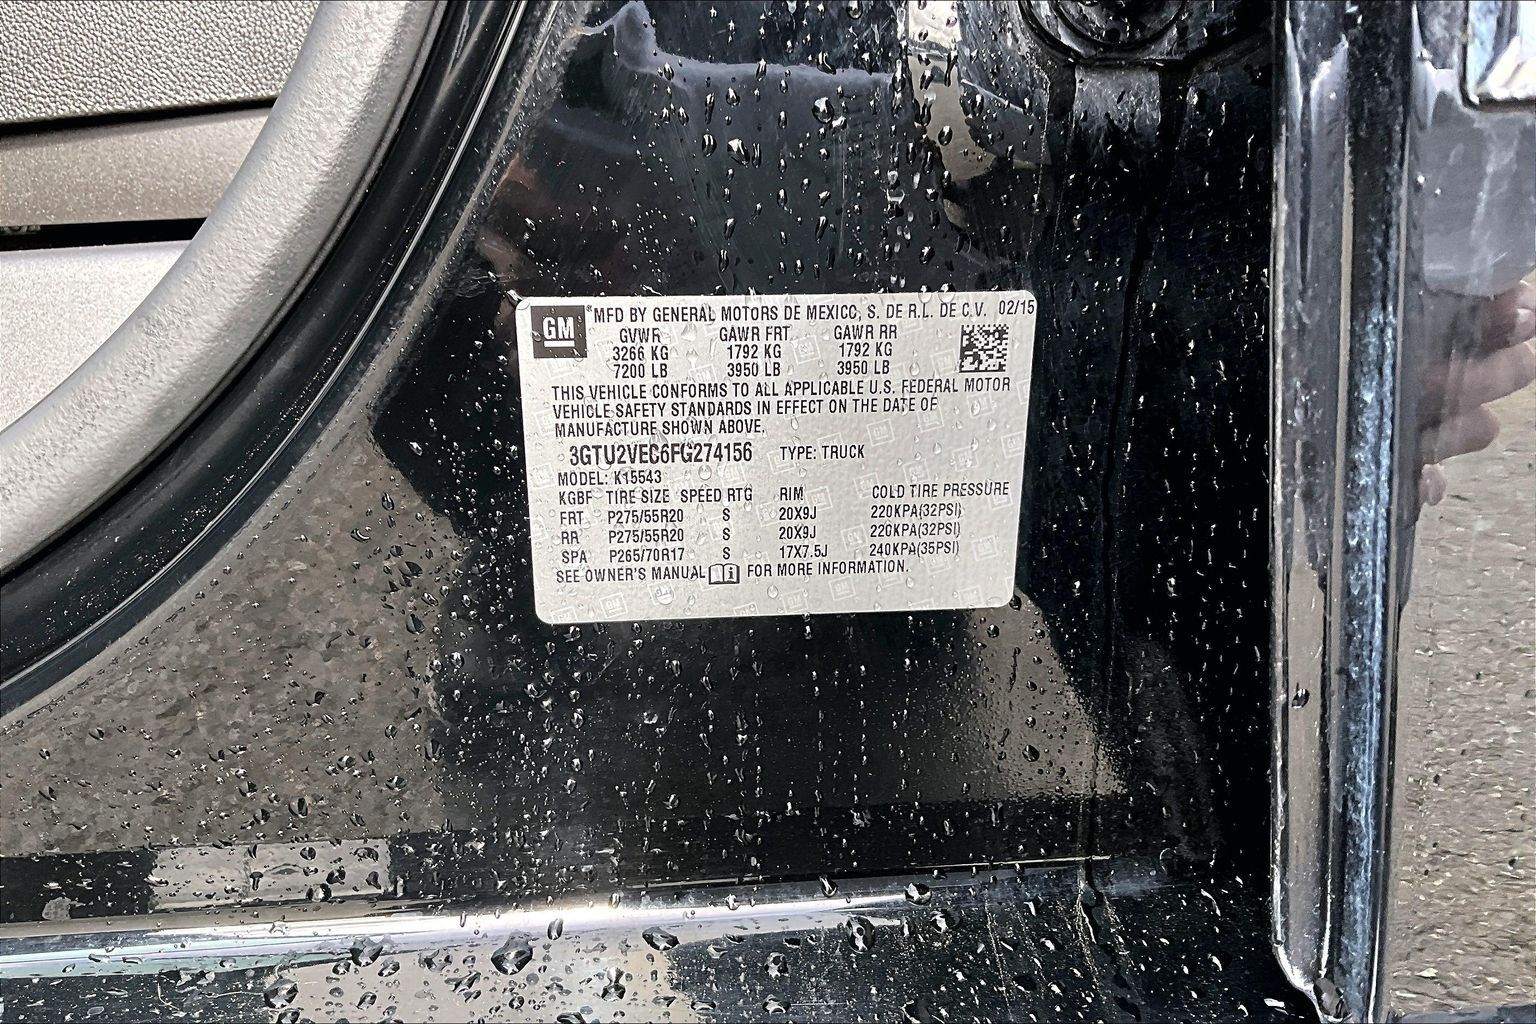 GM
MFD BY GENERAL MOTORS DE MEXICO, S. DE R.L. DE C.V. 02/15
GVWR GAWR FRT GAWR RR
3266 KG 1792 KG 1792 KG
7200 LB 3950 LB 3950 LB
THIS VEHICLE CONFORMS TO ALL APPLICABLE U.S. FEDERAL MOTOR
VEHICLE SAFETY STANDARDS IN EFFECT ON THE DATE OF
MANUFACTURE SHOWN ABOVE.
3GTU2VEC6FG274156 TYPE: TRUCK
MODEL: K15543
KGBF TIRE SIZE SPEED RTG RIM COLD TIRE PRESSURE
FRT P275/55R20 S 20X9J 220KPA(32PSI)
RR P275/55R20 S 20X9J 220KPA(32PSI)
SPA P265/70R17 S 17X7.5J 240KPA(35PSI)
SEE OWNER'S MANUAL FOR MORE INFORMATION.